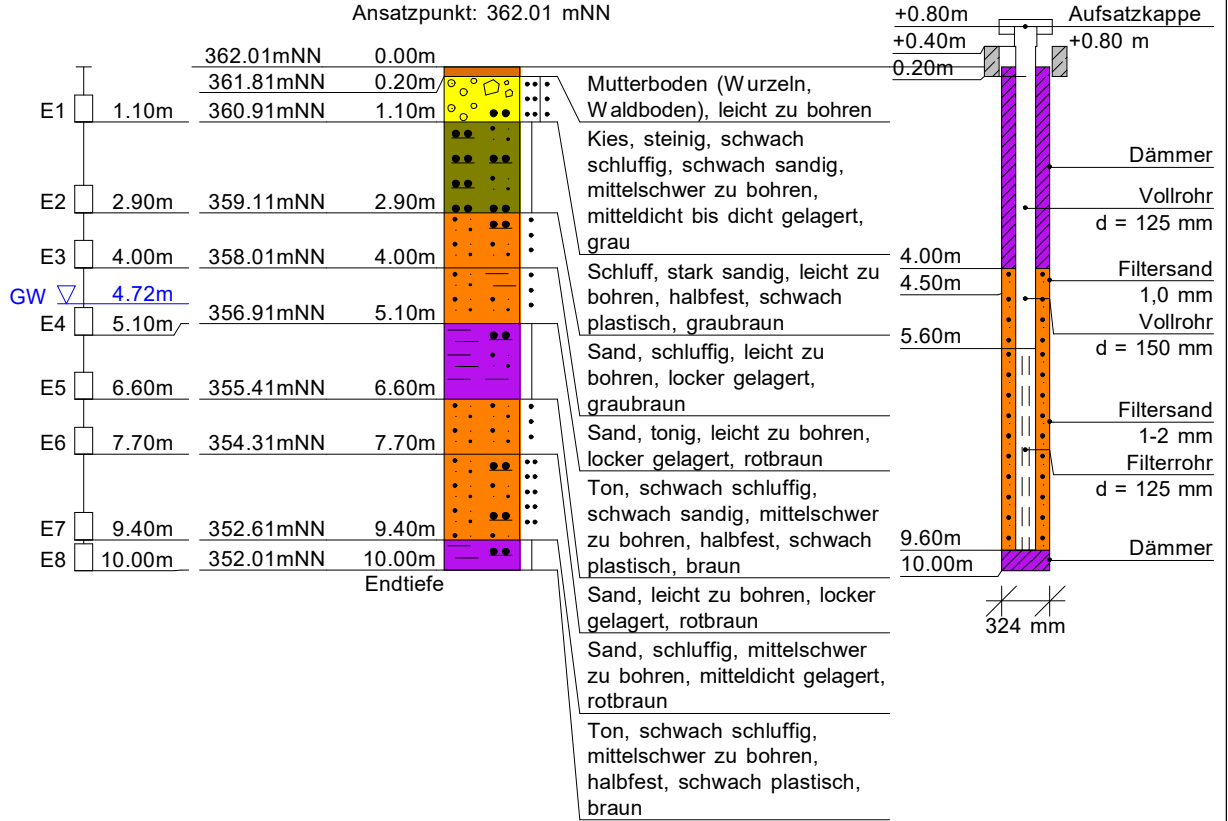 Ansatzpunkt: 362.01 mNN
362.01mNN 0.00m
361.81mNN 0.20m
E1 1.10m 360.91mNN 1.10m
E2 2.90m 359.11mNN 2.90m
E3 4.00m 358.01mNN 4.00m
GW 4.72m
E4 5.10m 356.91mNN 5.10m
E5 6.60m 355.41mNN 6.60m
E6 7.70m 354.31mNN 7.70m
E7 9.40m 352.61mNN 9.40m
E8 10.00m 352.01mNN 10.00m
Endtiefe
Mutterboden (Wurzeln,
Waldboden), leicht zu bohren
Kies, steinig, schwach
schluffig, schwach sandig,
mittelschwer zu bohren,
mitteldicht bis dicht gelagert,
grau
Schluff, stark sandig, leicht zu
bohren, halbfest, schwach
plastisch, graubraun
Sand, schluffig, leicht zu
bohren, locker gelagert,
graubraun
Sand, tonig, leicht zu bohren,
locker gelagert, rotbraun
Ton, schwach schluffig,
schwach sandig, mittelschwer
zu bohren, halbfest, schwach
plastisch, braun
Sand, leicht zu bohren, locker
gelagert, rotbraun
Sand, schluffig, mittelschwer
zu bohren, mitteldicht gelagert,
rotbraun
Ton, schwach schluffig,
mittelschwer zu bohren,
halbfest, schwach plastisch,
braun
+0.80m Aufsatzkappe
+0.40m +0.80 m
0.20m
Dämmer
Vollrohr
d = 125 mm
4.00m Filtersand
4.50m 1,0 mm
Vollrohr
5.60m d = 150 mm
Filtersand
1-2 mm
Filterrohr
d = 125 mm
9.60m Dämmer
10.00m
324 mm